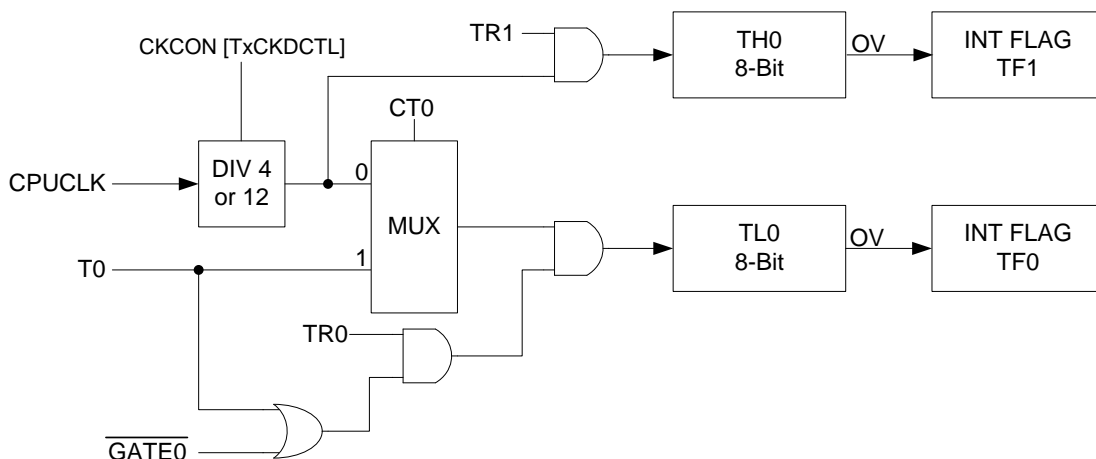 TR1
CKCON [TxCKDCTL]
TH0
8-Bit
OV
INT FLAG
TF1
CT0
CPUCLK
DIV 4
or 12
0
MUX
1
T0
TL0
8-Bit
OV
INT FLAG
TF0
TR0
GATE0